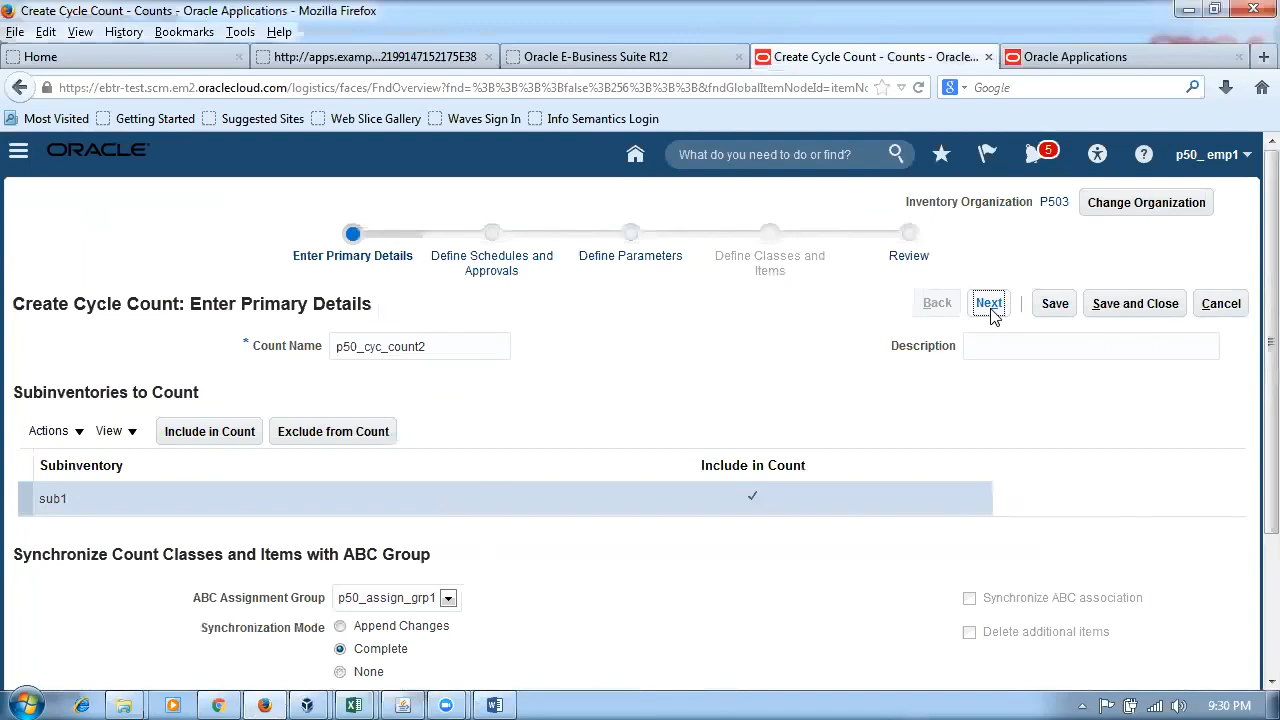 Create Cycle Count - Counts - Oracle Applications - Mozilla Firefox
File Edit View History Bookmarks Tools Help
Home http://apps.examp,..2199147152175E38 Oracle E-Business Suite R12 Create Cycle Count - Counts - Oracle... Oracle Applications
https://ebtr-test.scm.em2.oraclecloud.com/logistics/faces/FndOverview?fnd=%3B%3B%3B%3Bfalse%3B256%3B%3B%3B&fndGlobalItemNodeId=itemNo Google
Most Visited Getting Started Suggested Sites Web Slice Gallery Waves Sign In Info Semantics Corporation
ORACLE What do you need to do or find? 5 p50_ emp1
Inventory Organization P503 Change Organization
Enter Primary Details Define Schedules and Approvals Define Parameters Define Classes and Items Review
Create Cycle Count: Enter Primary Details Back Next Save Save and Close Cancel
* Count Name p50_cyc_count2 Description
Subinventories to Count
Actions View Include in Count Exclude from Count
Subinventory Include in Count
sub1
Synchronize Count Classes and Items with ABC Group
ABC Assignment Group p50_assign_grp1 Synchronize ABC association
Synchronization Mode Append Changes Delete additional items
Complete
None
9:30 PM